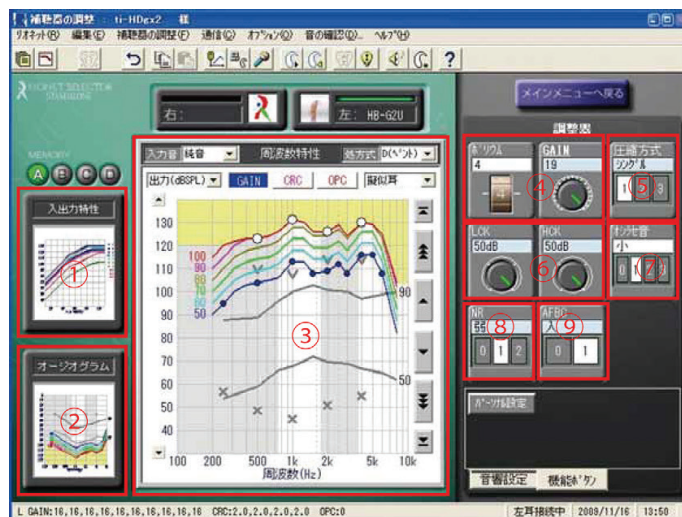 補聴器の調整 : ti-HDgx2 様
リオネット(R) 編集(E) 補聴器の調整(F) 通信(C) オプション(O) 音の確認(D)... ヘルプ(H)
RIONET SELECTOR
STANDALONE
右:
左: HB-G2U
メインメニューへ戻る
MEMORY
A B C D
入出力特性
①
オージオグラム
②
入力音 純音 周波数特性 処方式 D(ベント)
出力(dBSPL) GAIN CRC OPC 擬似耳
130
120
110
100
90
80
70
60
50
40
100
90
80
70
60
50
90
50
③
100 200 500 1k 2k 5k 10k
周波数(Hz)
調整器
ボリウム
4
4
④
GAIN
19
圧縮方式
シングル
1 ⑤ 3
LCK
50dB
⑥
HCK
50dB
オンラセ音
小
0 1 ⑦ 3
NR
弱 ⑧
0 1 2
AFBC
入 ⑨
0 1
パーソナル設定
音響設定 機能ボタン
L GAIN:16,16,16,16,16,16,16,16,16,16 CRC:2.0,2.0,2.0,2.0 OPC:0
左耳接続中 2009/11/16 13:50